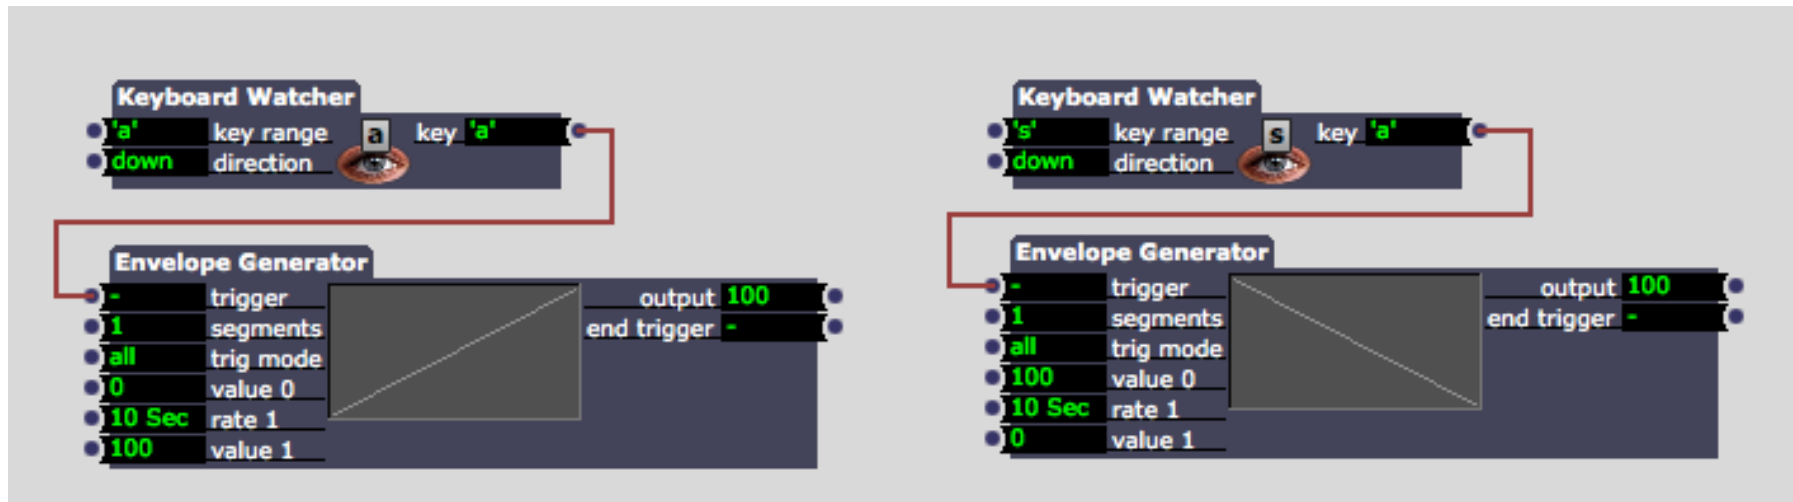 Keyboard Watcher
'a' key range a key 'a'
down direction
Envelope Generator
- trigger output 100
1 segments end trigger -
all trig mode
0 value 0
10 Sec rate 1
100 value 1
Keyboard Watcher
's' key range s key 'a'
down direction
Envelope Generator
- trigger output 100
1 segments end trigger -
all trig mode
100 value 0
10 Sec rate 1
0 value 1